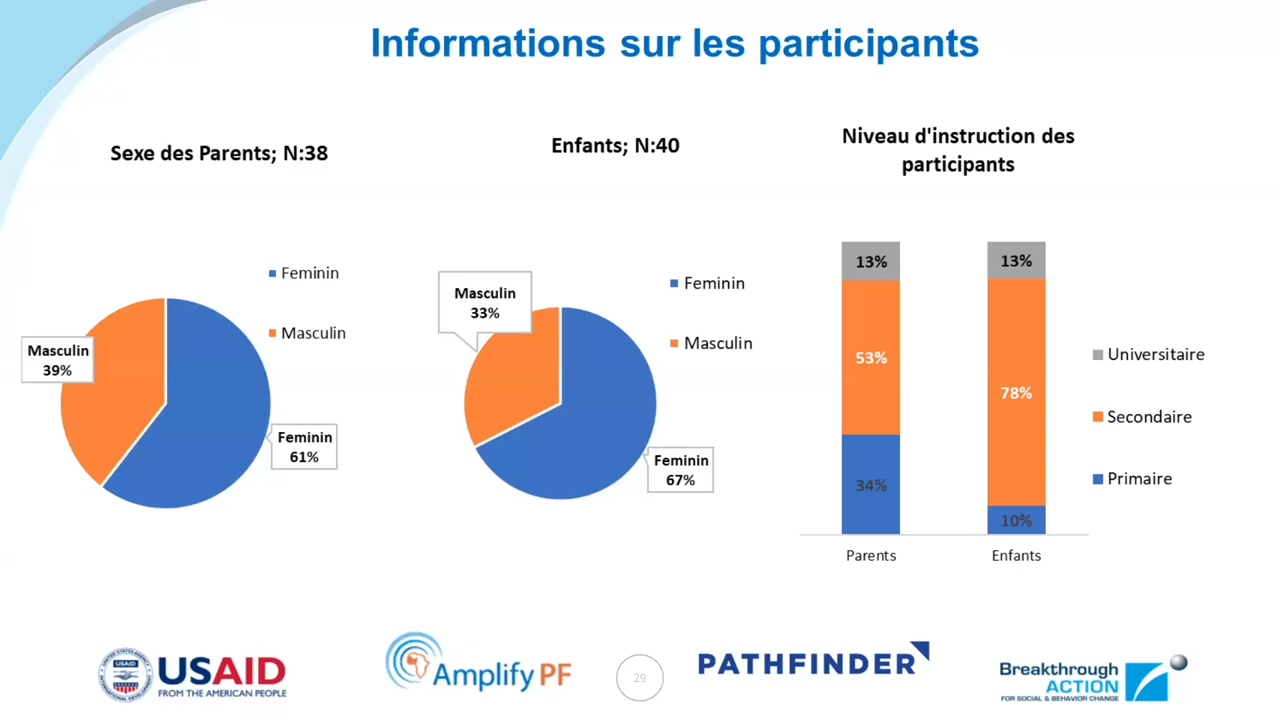 Informations sur les participants
Sexe des Parents; N:38
Feminin
Masculin
Masculin
39%
Feminin
61%
Enfants; N:40
Feminin
Masculin
Masculin
33%
Feminin
67%
Niveau d'instruction des
participants
13%
53%
34%
Parents
13%
78%
10%
Enfants
Universitaire
Secondaire
Primaire
USAID
USAID
FROM THE AMERICAN PEOPLE
Amplify PF
29
PATHFINDER
Breakthrough
ACTION
FOR SOCIAL & BEHAVIOR CHANGE